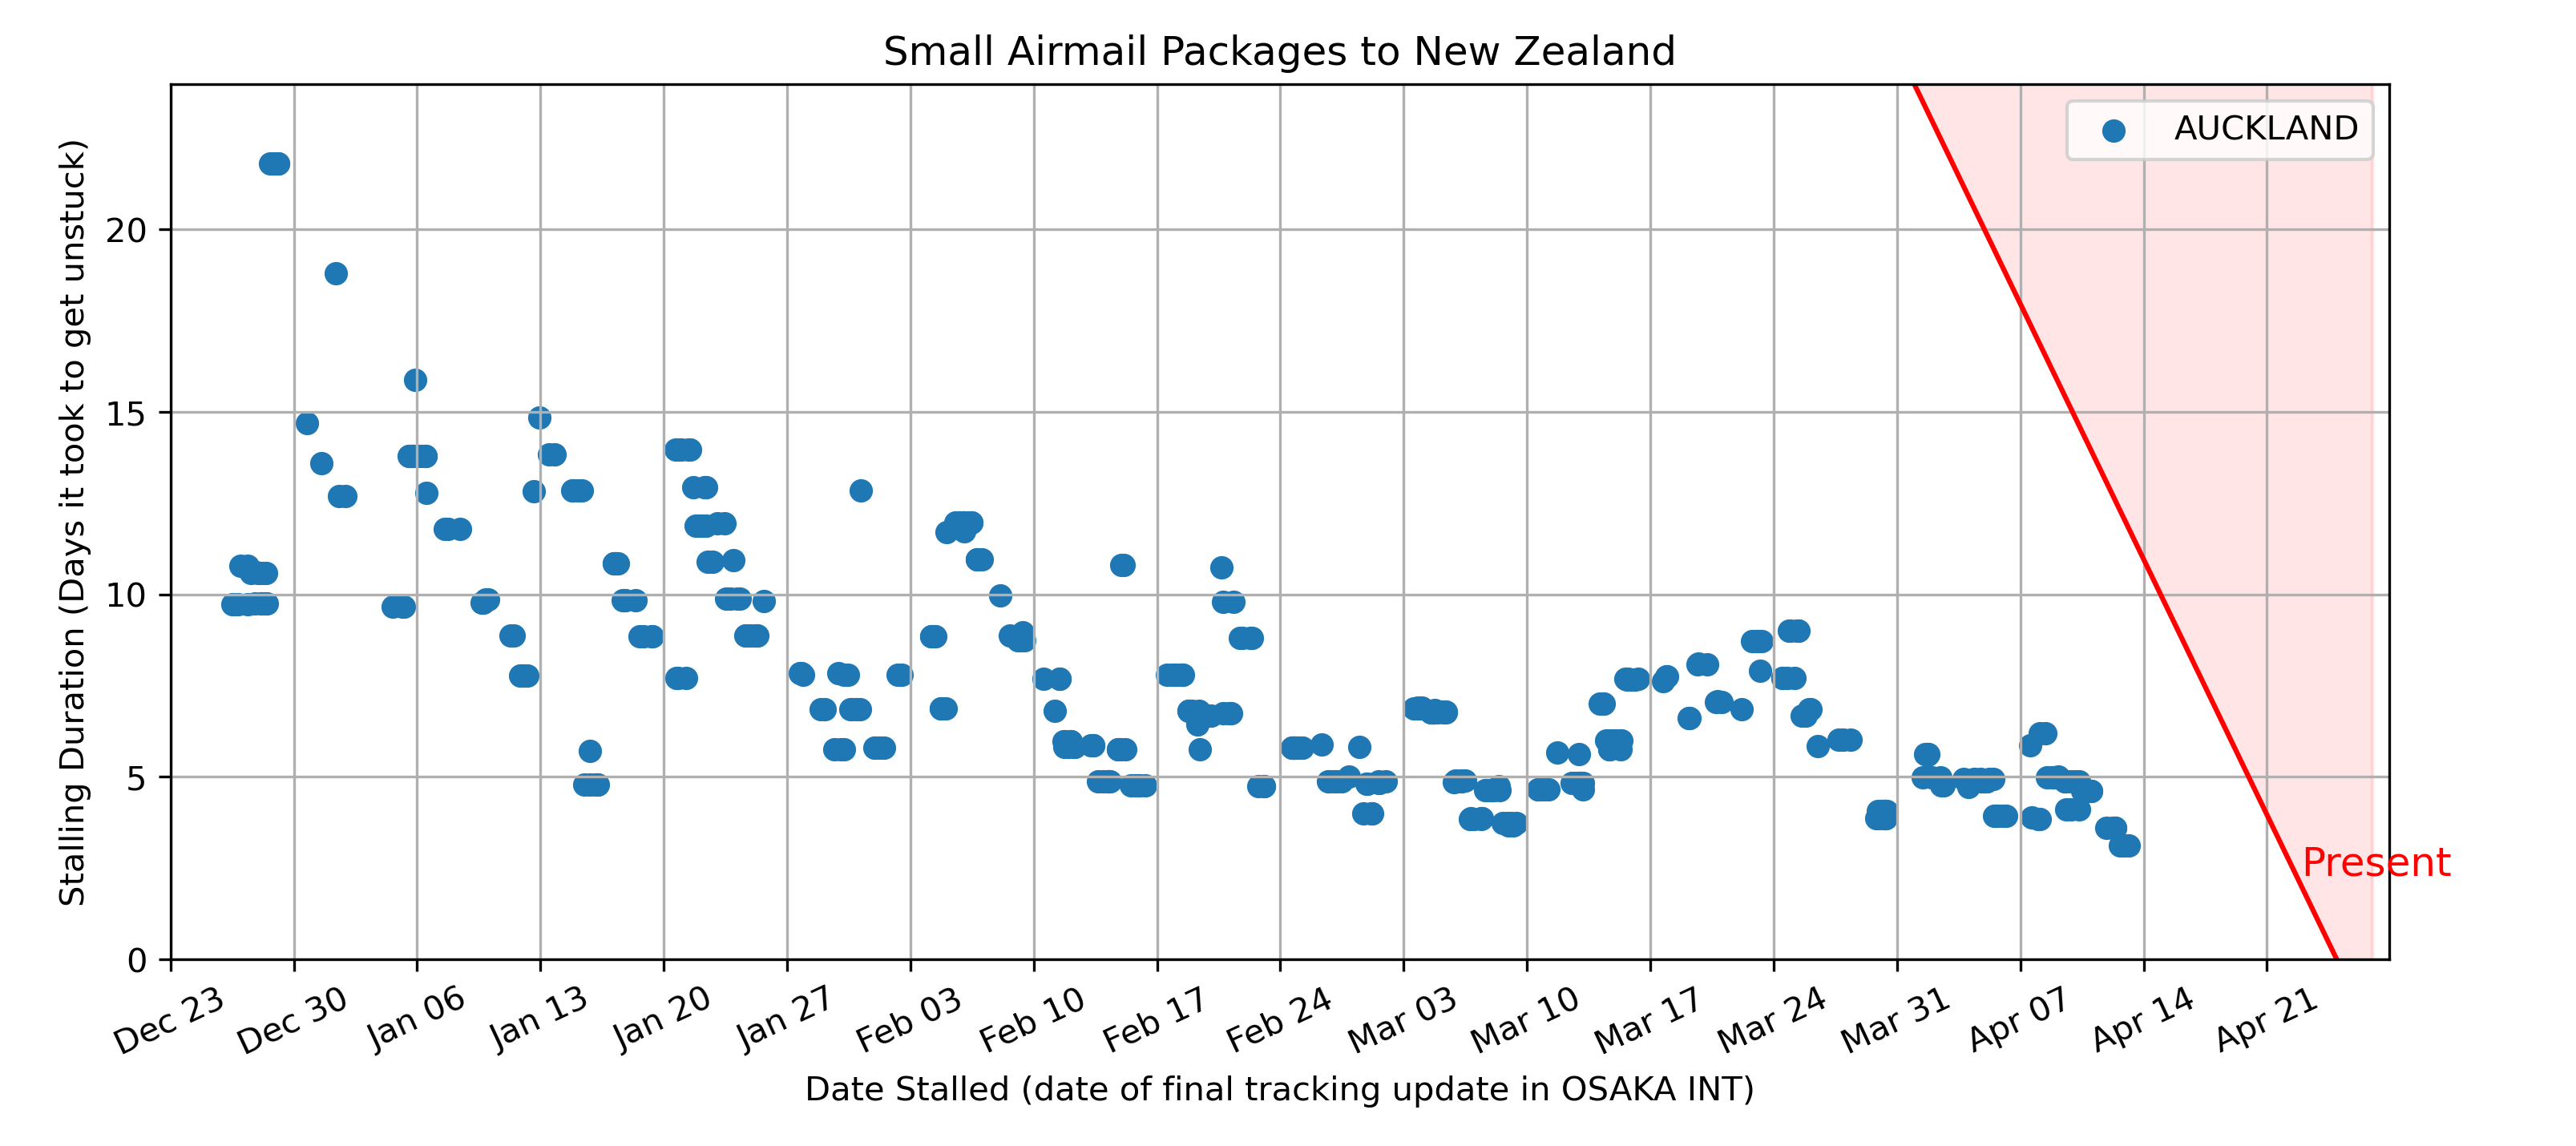 Small Airmail Packages to New Zealand
AUCKLAND
Stalling Duration (Days it took to get unstuck)
20
15
10
5
0
Present
Dec 23
Dec 30
Jan 06
Jan 13
Jan 20
Jan 27
Feb 03
Feb 10
Feb 17
Feb 24
Mar 03
Mar 10
Mar 17
Mar 24
Mar 31
Apr 07
Apr 14
Apr 21
Date Stalled (date of final tracking update in OSAKA INT)